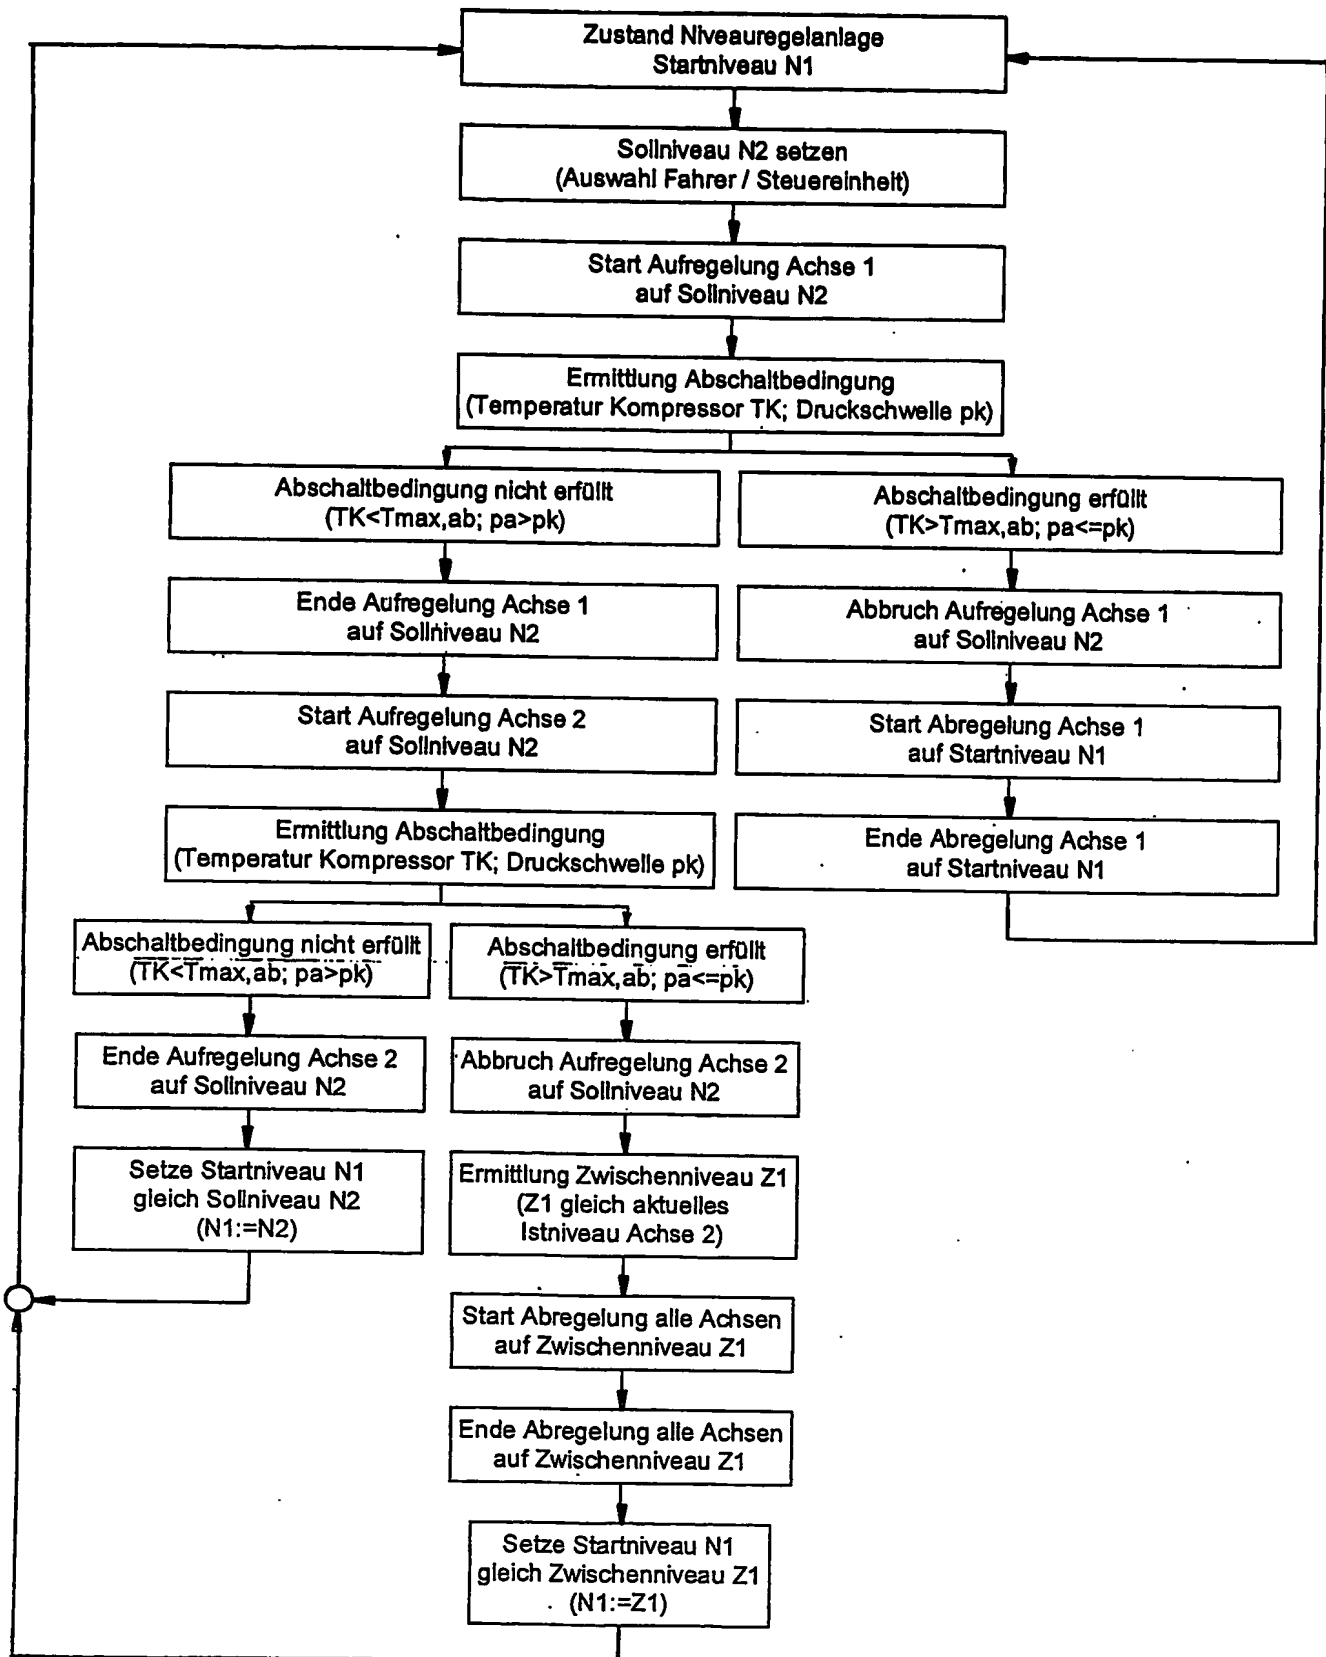 Zustand Niveauregelanlage
Startniveau N1
Sollniveau N2 setzen
(Auswahl Fahrer / Steuereinheit)
Start Aufregelung Achse 1
auf Sollniveau N2
Ermittlung Abschaltbedingung
(Temperatur Kompressor TK; Druckschwelle pk)
Abschaltbedingung nicht erfüllt
(TK<Tmax,ab; pa>pk)
Abschaltbedingung erfüllt
(TK>Tmax,ab; pa<=pk)
Ende Aufregelung Achse 1
auf Sollniveau N2
Abbruch Aufregelung Achse 1
auf Sollniveau N2
Start Aufregelung Achse 2
auf Sollniveau N2
Start Abregelung Achse 1
auf Startniveau N1
Ermittlung Abschaltbedingung
(Temperatur Kompressor TK; Druckschwelle pk)
Ende Abregelung Achse 1
auf Startniveau N1
Abschaltbedingung nicht erfüllt
(TK<Tmax,ab; pa>pk)
Abschaltbedingung erfüllt
(TK>Tmax,ab; pa<=pk)
Ende Aufregelung Achse 2
auf Sollniveau N2
Abbruch Aufregelung Achse 2
auf Sollniveau N2
Setze Startniveau N1
gleich Sollniveau N2
(N1:=N2)
Ermittlung Zwischenniveau Z1
(Z1 gleich aktuelles
Istniveau Achse 2)
Start Abregelung alle Achsen
auf Zwischenniveau Z1
Ende Abregelung alle Achsen
auf Zwischenniveau Z1
Setze Startniveau N1
gleich Zwischenniveau Z1
(N1:=Z1)